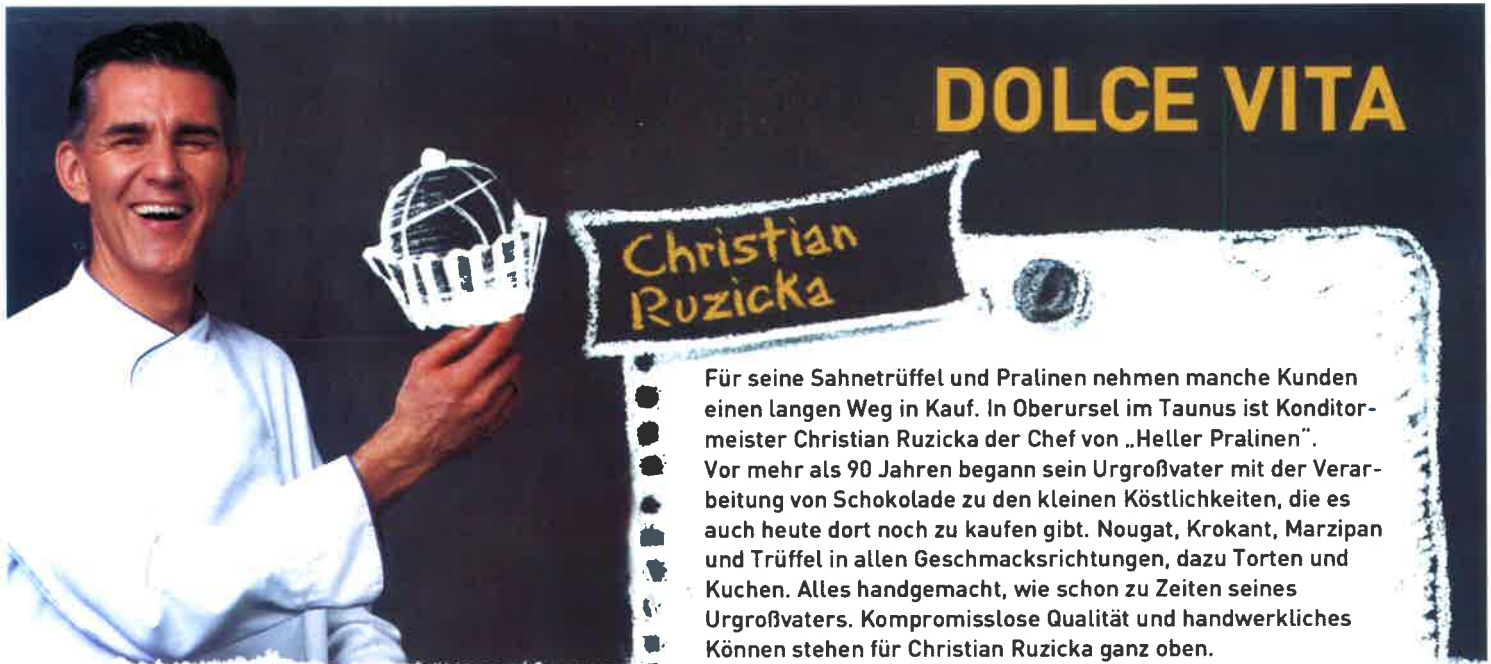 DOLCE VITA
Christian
Ruzicka
Für seine Sahnetrüffel und Pralinen nehmen manche Kunden
einen langen Weg in Kauf. In Oberursel im Taunus ist Konditor-
meister Christian Ruzicka der Chef von „Heller Pralinen".
Vor mehr als 90 Jahren begann sein Urgroßvater mit der Verar-
beitung von Schokolade zu den kleinen Köstlichkeiten, die es
auch heute dort noch zu kaufen gibt. Nougat, Krokant, Marzipan
und Trüffel in allen Geschmacksrichtungen, dazu Torten und
Kuchen. Alles handgemacht, wie schon zu Zeiten seines
Urgroßvaters. Kompromisslose Qualität und handwerkliches
Können stehen für Christian Ruzicka ganz oben.